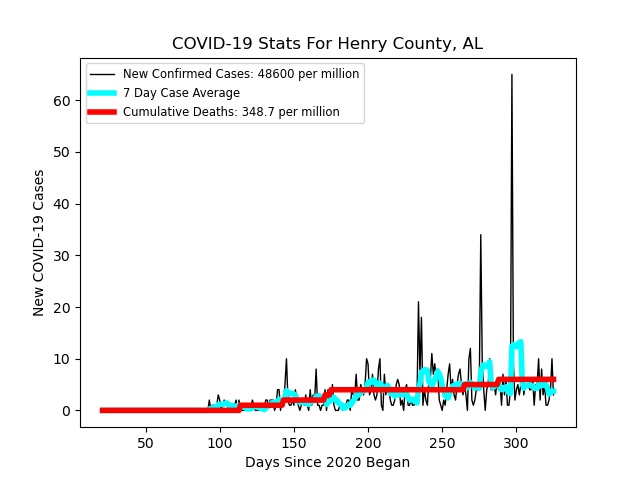 COVID-19 Stats For Henry County, AL
New Confirmed Cases: 48600 per million
7 Day Case Average
Cumulative Deaths: 348.7 per million
New COVID-19 Cases
60
50
40
30
20
10
0
50 100 150 200 250 300
Days Since 2020 Began